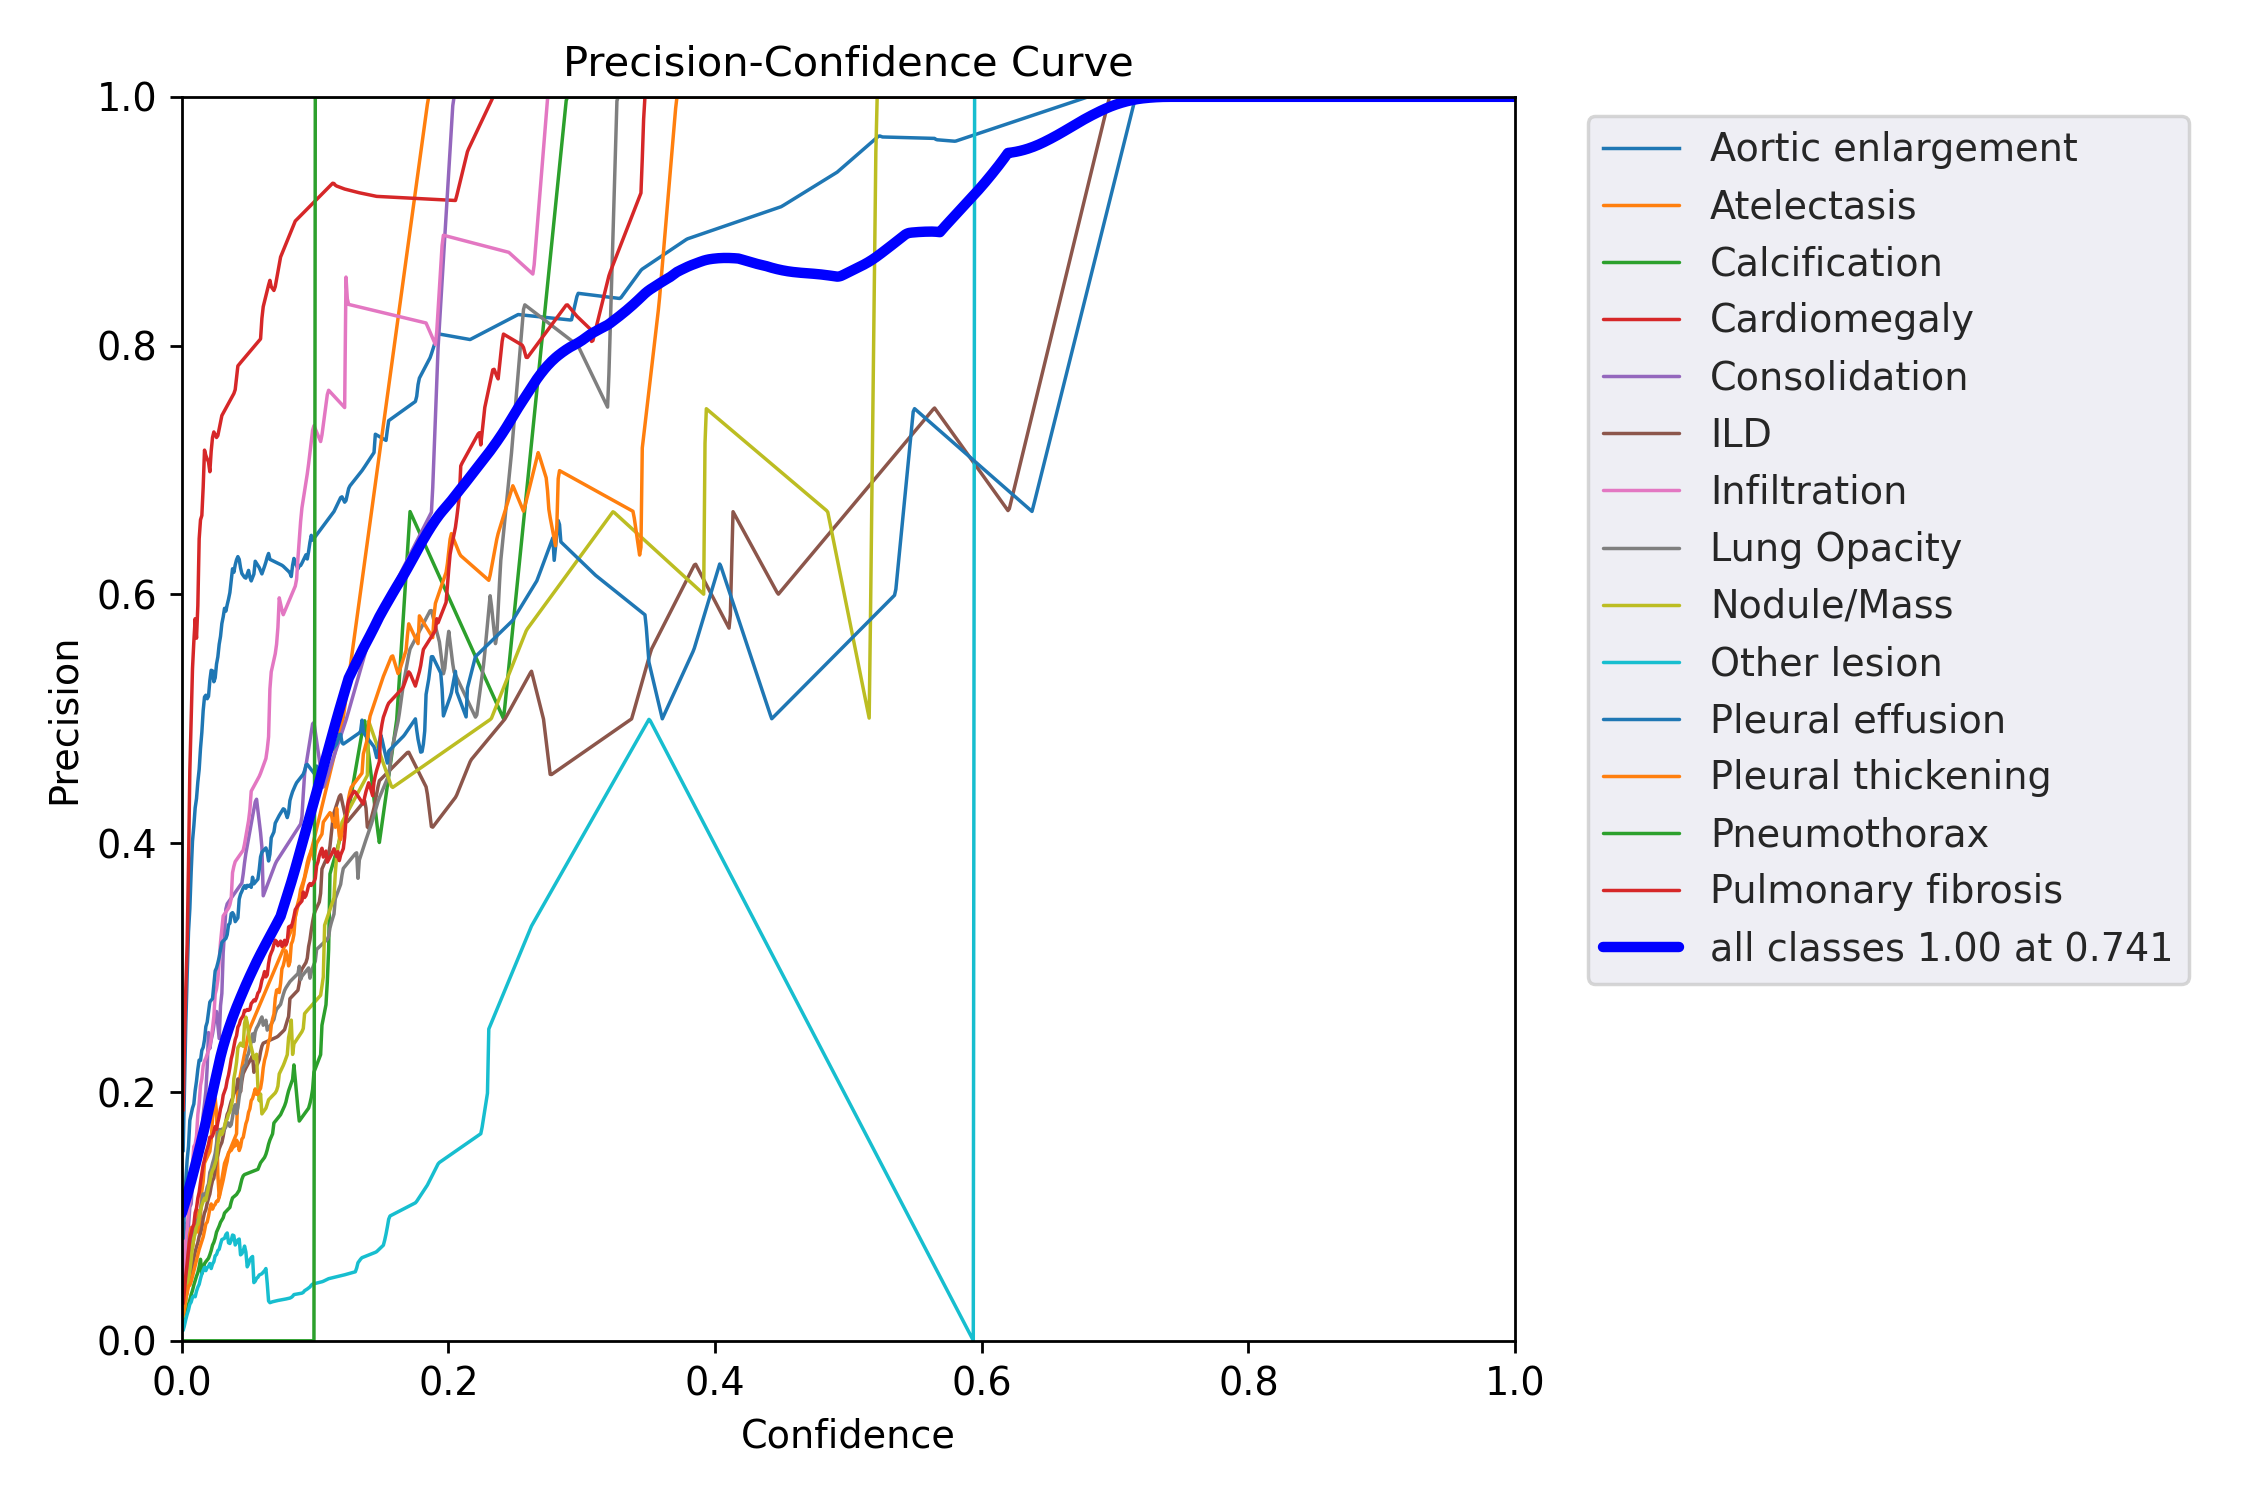 Precision-Confidence Curve
1.0
0.8
0.6
0.4
0.2
0.0
Precision
0.0 0.2 0.4 0.6 0.8 1.0
Confidence
Aortic enlargement
Atelectasis
Calcification
Cardiomegaly
Consolidation
ILD
Infiltration
Lung Opacity
Nodule/Mass
Other lesion
Pleural effusion
Pleural thickening
Pneumothorax
Pulmonary fibrosis
all classes 1.00 at 0.741